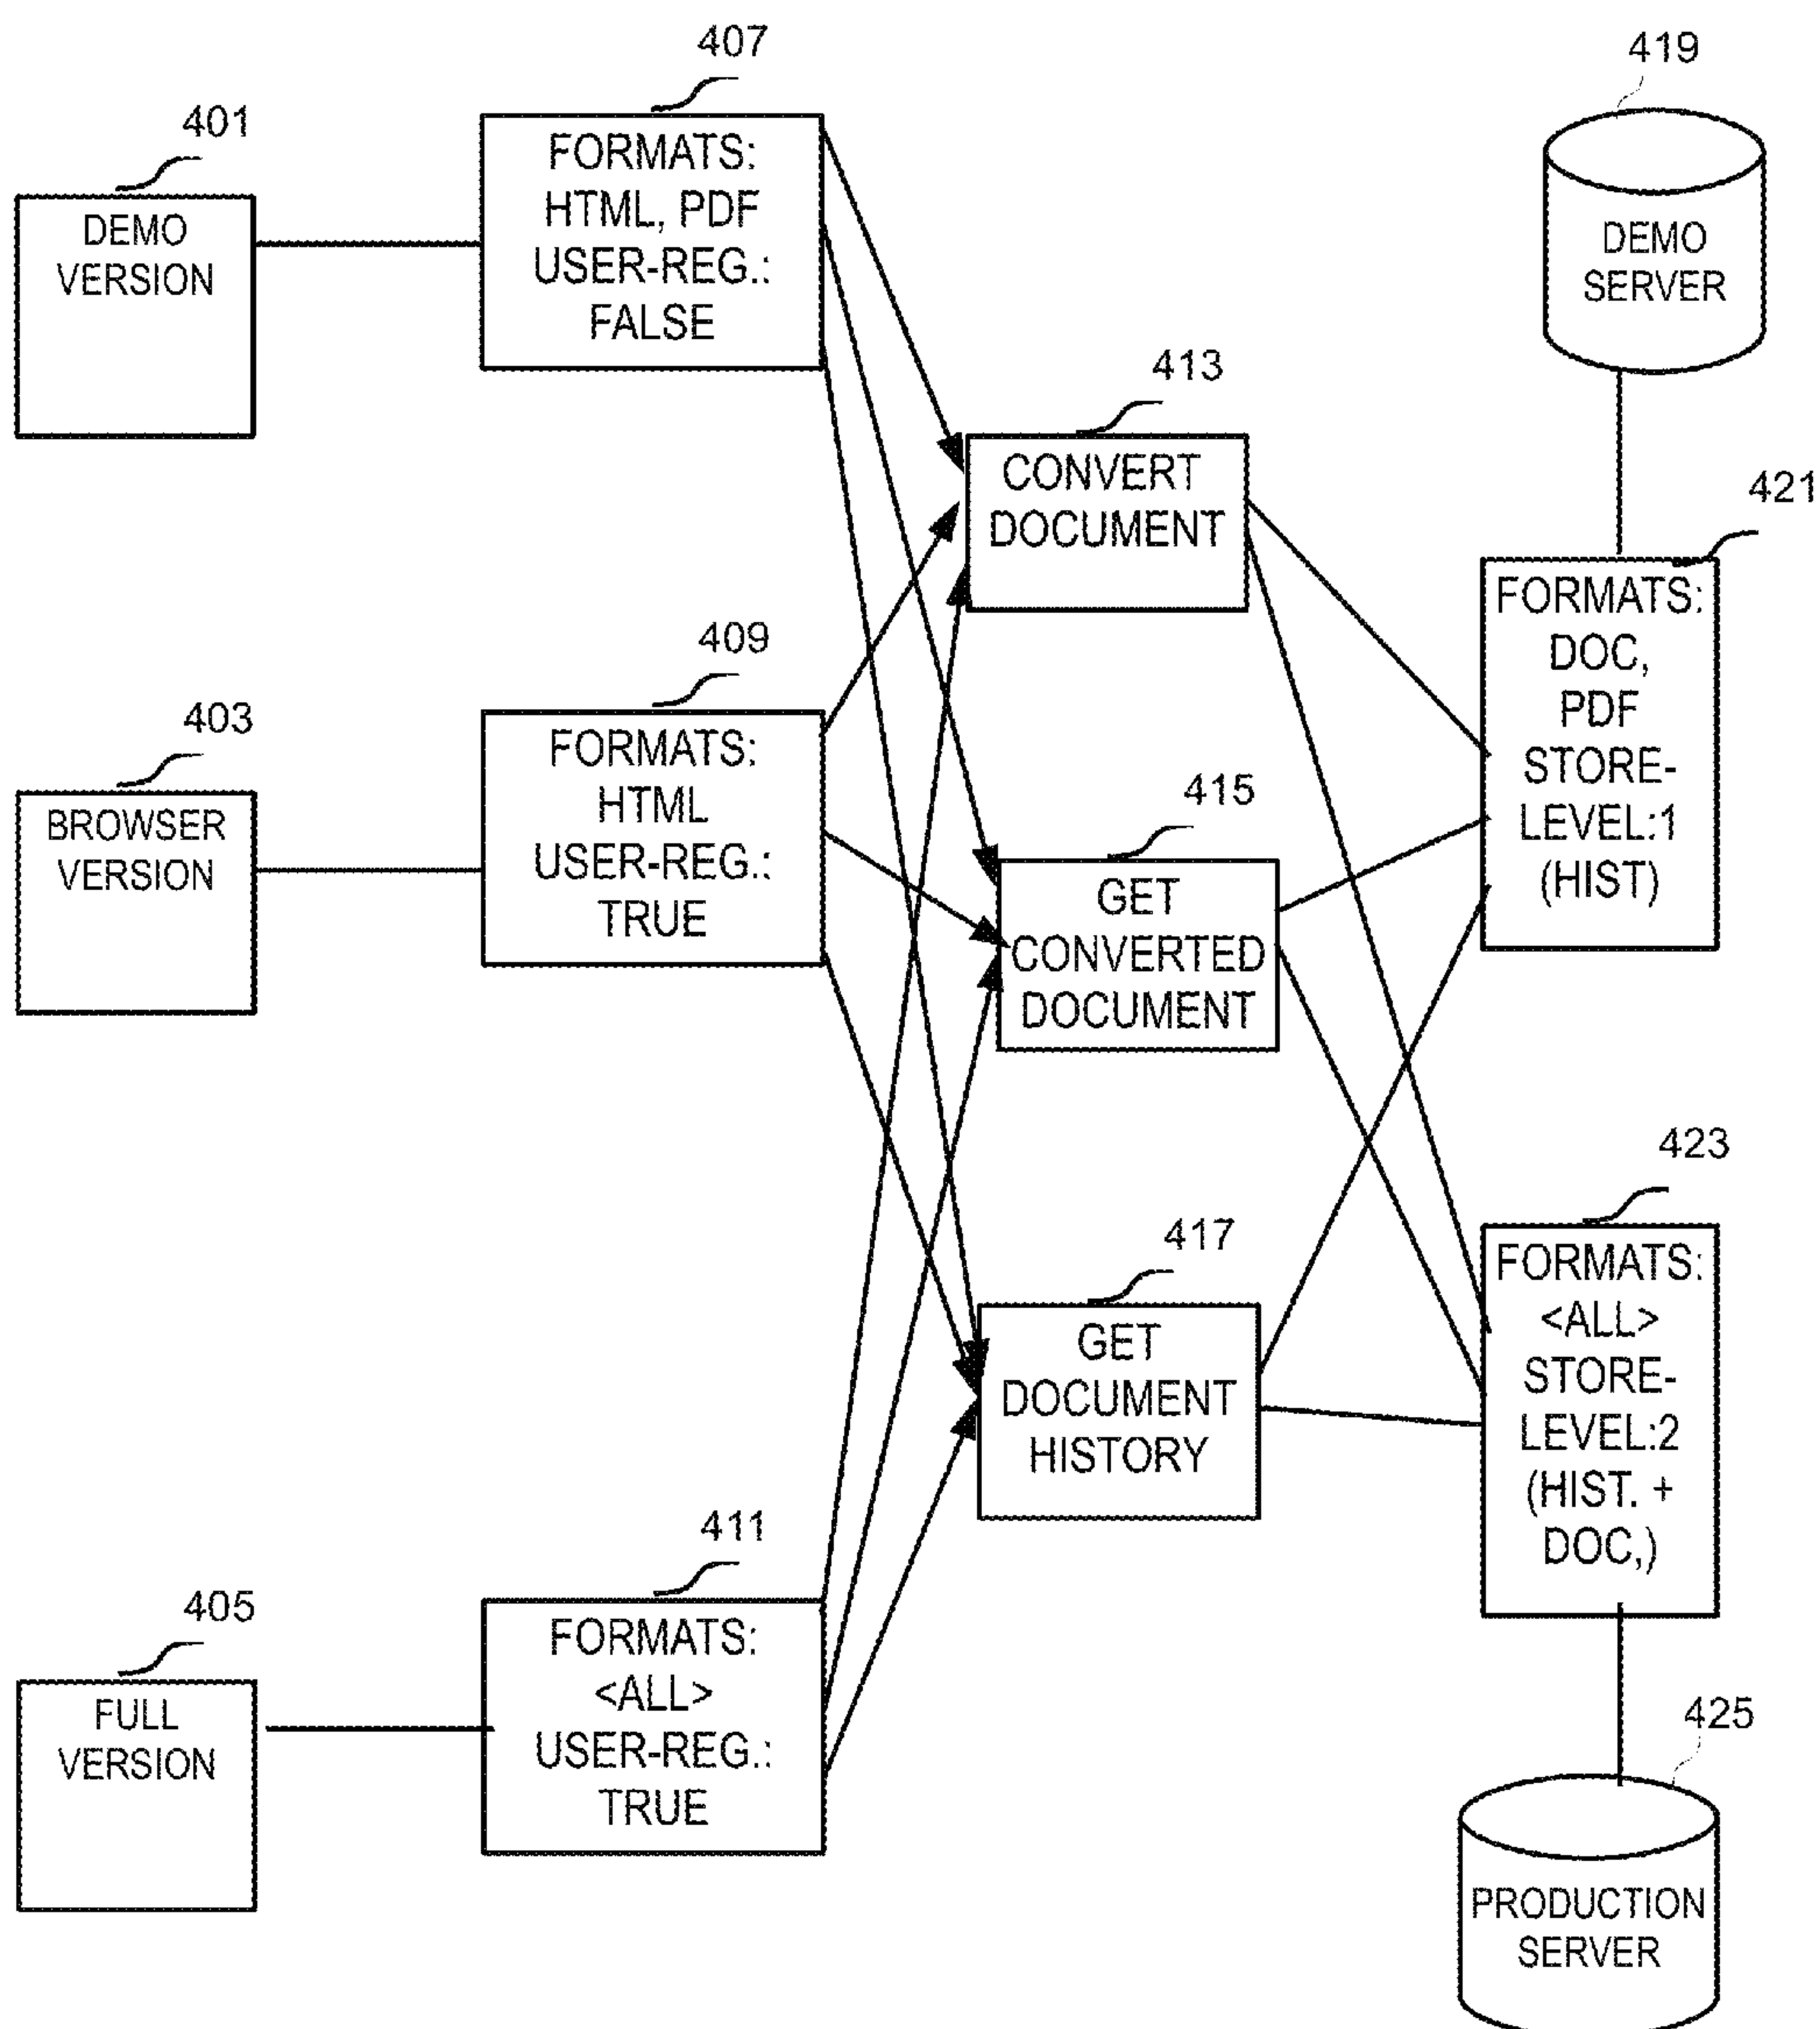 407
FORMATS:
HTML, PDF
USER-REG.:
FALSE
401
DEMO
VERSION
419
DEMO
SERVER
413
CONVERT
DOCUMENT
421
FORMATS:
DOC,
PDF
STORE-
LEVEL:1
(HIST)
409
FORMATS:
HTML
USER-REG.:
TRUE
403
BROWSER
VERSION
415
GET
CONVERTED
DOCUMENT
423
FORMATS:
<ALL>
STORE-
LEVEL:2
(HIST. +
DOC,)
417
GET
DOCUMENT
HISTORY
411
FORMATS:
<ALL>
USER-REG.:
TRUE
405
FULL
VERSION
425
PRODUCTION
SERVER